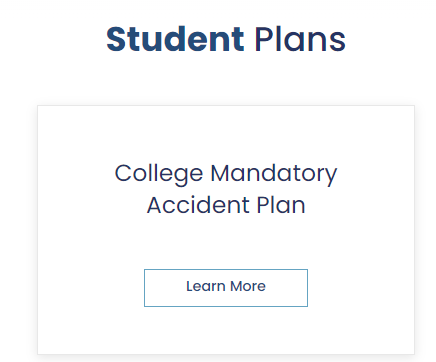 Student Plans
College Mandatory
Accident Plan
Learn More